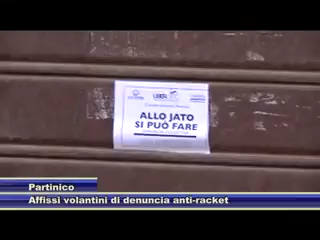 ALLO JATO
SI PUÒ FARE
Partinico
Affissi volantini di denuncia anti-racket